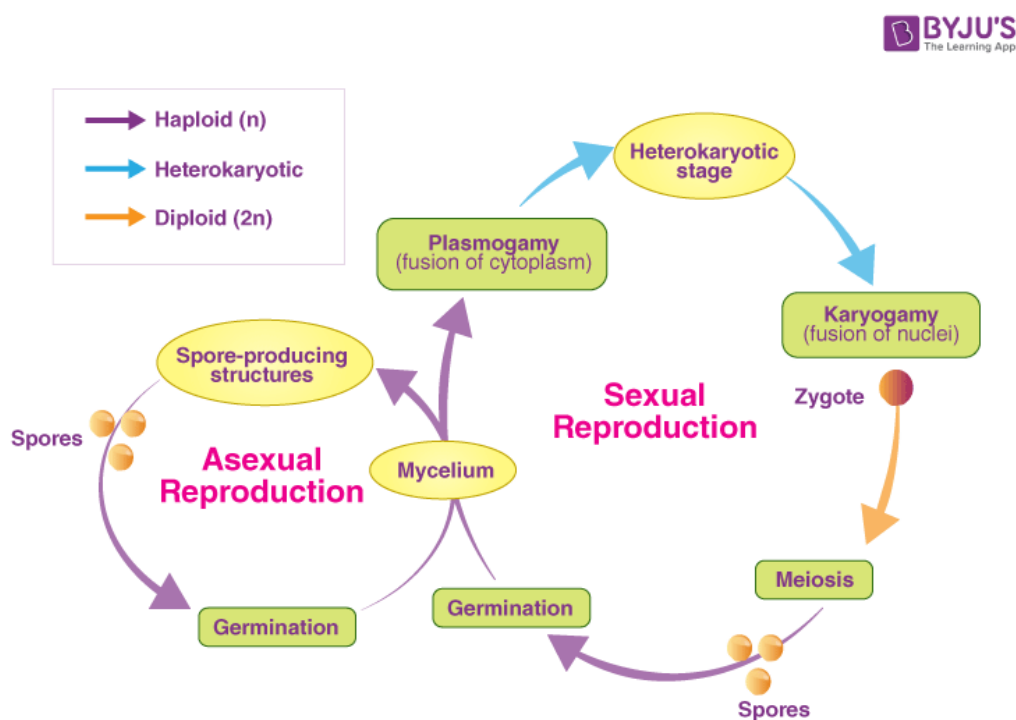 BYJU'S
The Learning App
Haploid (n)
Heterokaryotic
Diploid (2n)
Heterokaryotic
stage
Plasmogamy
(fusion of cytoplasm)
Karyogamy
(fusion of nuclei)
Spore-producing
structures
Zygote
Sexual
Reproduction
Spores
Asexual
Reproduction
Mycelium
Meiosis
Germination
Germination
Spores